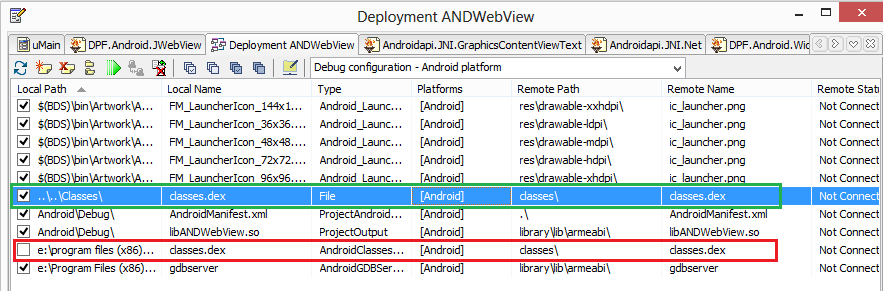 Deployment ANDWebView
uMain DPF.Android.JWebView Deployment ANDWebView Androidapi.JNI.GraphicsContentViewText Androidapi.JNI.Net DPF.Android.Wid
Debug configuration - Android platform
Local Path Local Name Type Platforms Remote Path Remote Name Remote Statu
$(BDS)\bin\Artwork\A... FM_LauncherIcon_144x1... Android_Launc... [Android] res\drawable-xxhdpi\ ic_launcher.png Not Connect
$(BDS)\bin\Artwork\A... FM_LauncherIcon_36x36... Android_Launc... [Android] res\drawable-ldpi\ ic_launcher.png Not Connect
$(BDS)\bin\Artwork\A... FM_LauncherIcon_48x48... Android_Launc... [Android] res\drawable-mdpi\ ic_launcher.png Not Connect
$(BDS)\bin\Artwork\A... FM_LauncherIcon_72x72... Android_Launc... [Android] res\drawable-hdpi\ ic_launcher.png Not Connect
$(BDS)\bin\Artwork\A... FM_LauncherIcon_96x96... Android_Launc... [Android] res\drawable-xhdpi\ ic_launcher.png Not Connect
..\..\Classes\ classes.dex File [Android] classes\ classes.dex Not Connect
Android\Debug\ AndroidManifest.xml ProjectAndroi... [Android] .\ AndroidManifest.xml Not Connect
Android\Debug\ libANDWebView.so ProjectOutput [Android] library\lib\armeabi\ libANDWebView.so Not Connect
e:\program files (x86)... classes.dex AndroidClasses... [Android] classes\ classes.dex Not Connect
e:\Program Files (x86)... gdbserver AndroidGDBSer... [Android] library\lib\armeabi\ gdbserver Not Connect